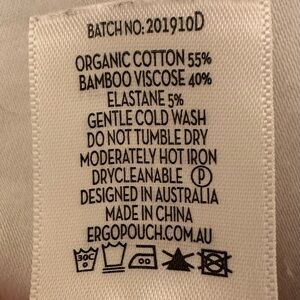 BATCH NO: 201910D
ORGANIC COTTON 55%
BAMBOO VISCOSE 40%
ELASTANE 5%
GENTLE COLD WASH
DO NOT TUMBLE DRY
MODERATELY HOT IRON
DRYCLEANABLE Ⓟ
DESIGNED IN AUSTRALIA
MADE IN CHINA
ERGOPOUCH.COM.AU
30C